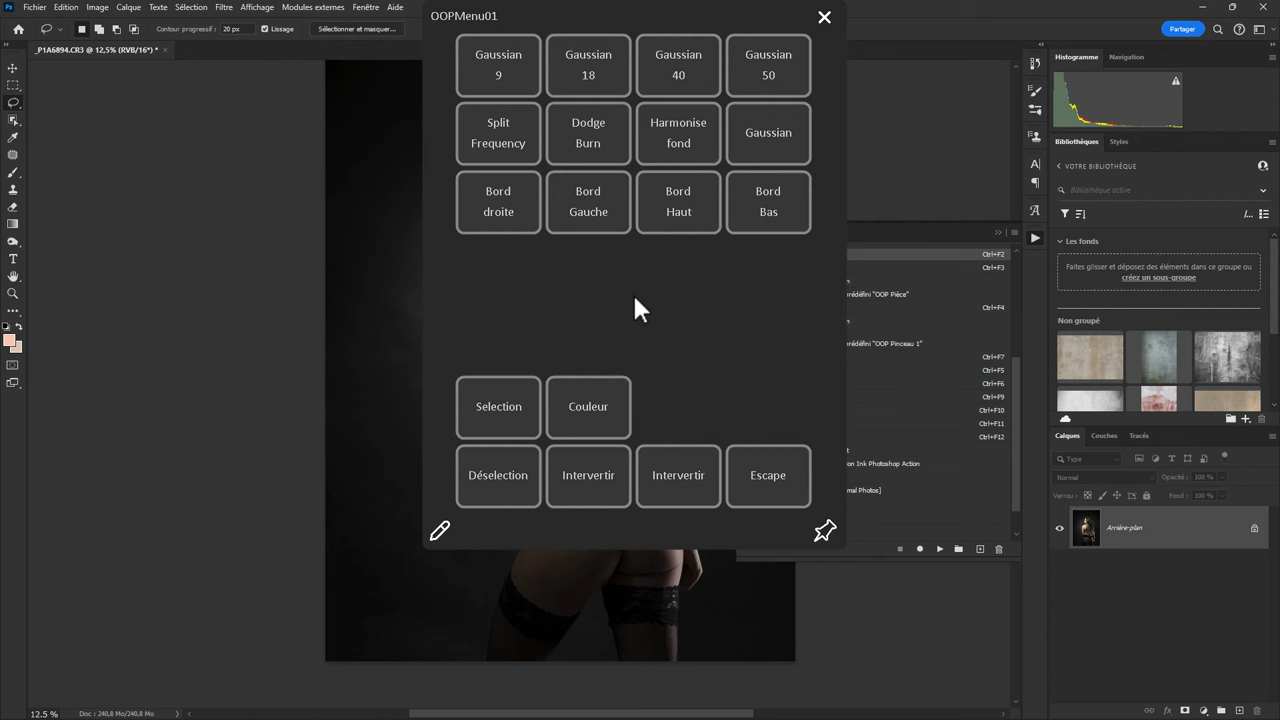 Fichier Edition Image Calque Texte Sélection Filtre Affichage Modules externes Fenêtre Aide
Contour progressif : 20 px Lissage Sélectionner et masquer... Partager
_P1A6894.CR3 @ 12,5% (RVB/16*) * ×
OOPMenu01
Gaussian 9
Gaussian 18
Gaussian 40
Gaussian 50
Split Frequency
Dodge Burn
Harmonise fond
Gaussian
Bord droite
Bord Gauche
Bord Haut
Bord Bas
Selection
Couleur
Déselection
Intervertir
Intervertir
Escape
Ctrl+F2
Ctrl+F3
prédéfini "OOP Pièce"
Ctrl+F4
prédéfini "OOP Pinceau 1"
Ctrl+F7
Ctrl+F5
Ctrl+F6
Ctrl+F9
Ctrl+F10
Ctrl+F11
Ctrl+F12
on Ink Photoshop Action
mal Photos]
Histogramme Navigation
Bibliothèques Styles
VOTRE BIBLIOTHÈQUE
Bibliothèque active
Les fonds
Faites glisser et déposez des éléments dans ce groupe ou
créez un sous-groupe
Non groupé
Calques Couches Tracés
Type
Normal Opacité : 100 %
Verrou : Fond : 100 %
Arrière-plan
12,5 % Doc : 240,8 Mo/240,8 Mo